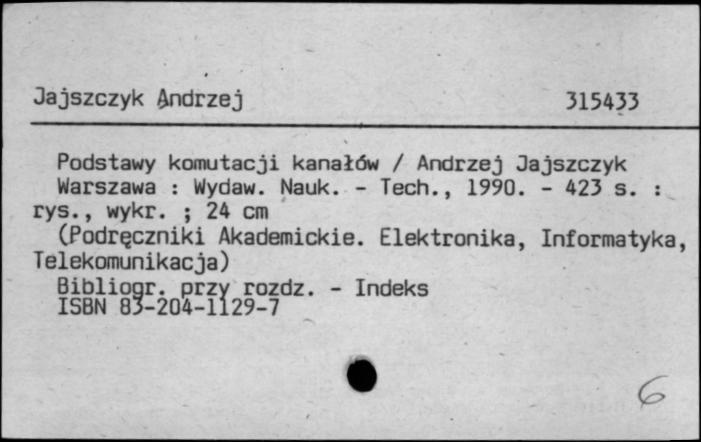 Jajszczyk Andrzej 315433
Podstawy komutacji kanałów / Andrzej Jajszczyk
Warszawa : Wydaw. Nauk. - Tech., 1990. - 423 s. :
rys., wykr. ; 24 cm
(Podręczniki Akademickie. Elektronika, Informatyka,
Telekomunikacja)
Bibliogr. przy rozdz. - Indeks
ISBN 83-204-1129-7
6